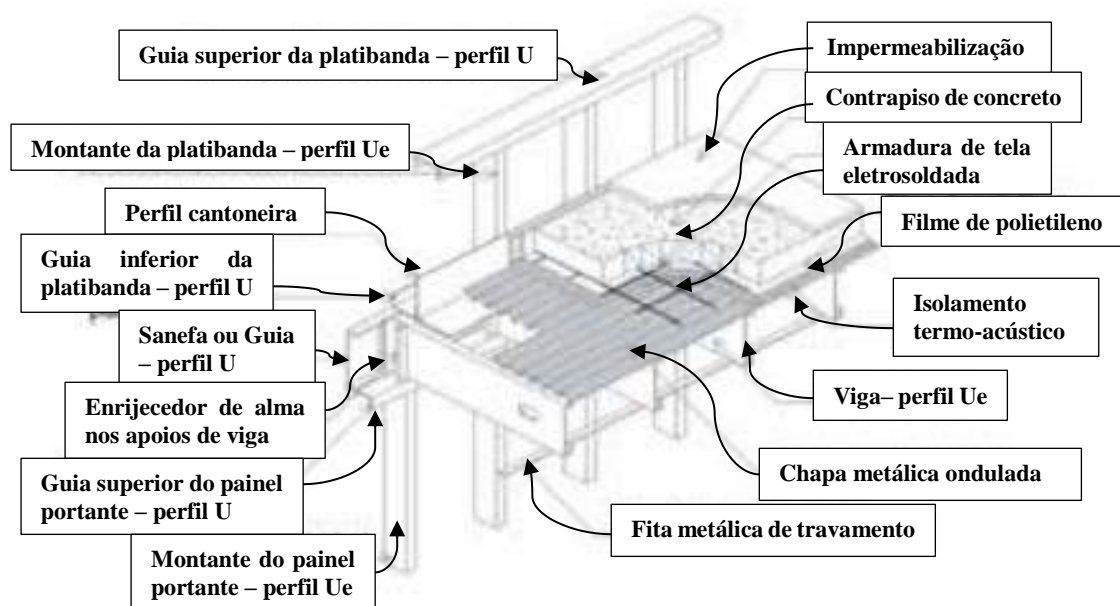 Guia superior da platibanda – perfil U
Montante da platibanda – perfil Ue
Perfil cantoneira
Guia inferior da
platibanda – perfil U
Sanefa ou Guia
– perfil U
Enrijecedor de alma
nos apoios de viga
Guia superior do painel
portante – perfil U
Montante do painel
portante – perfil Ue
Impermeabilização
Contrapiso de concreto
Armadura de tela
eletrosoldada
Filme de polietileno
Isolamento
termo-acústico
Viga– perfil Ue
Chapa metálica ondulada
Fita metálica de travamento